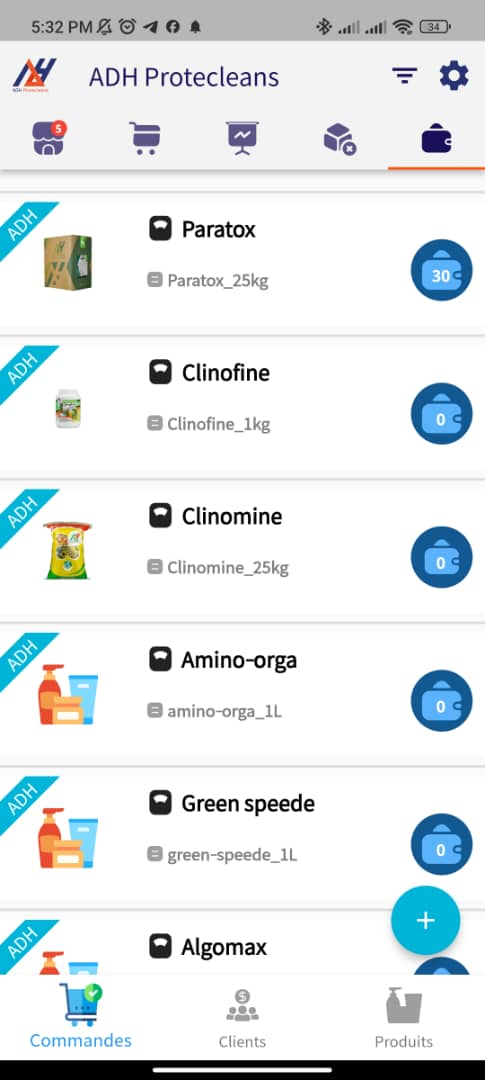 5:32 PM
34
ADH Protecleans
ADH Protecleans
5
ADH
Paratox
Paratox_25kg
30
ADH
Clinofine
Clinofine_1kg
0
ADH
Clinomine
Clinomine_25kg
0
ADH
Amino-orga
amino-orga_1L
0
ADH
Green speede
green-speede_1L
0
ADH
Algomax
+
Commandes
Clients
Produits